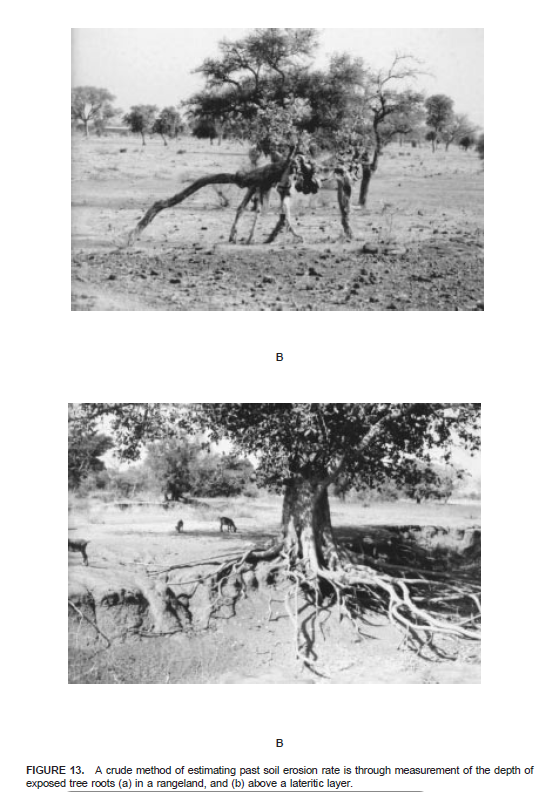 B
B
FIGURE 13. A crude method of estimating past soil erosion rate is through measurement of the depth of
exposed tree roots (a) in a rangeland, and (b) above a lateritic layer.